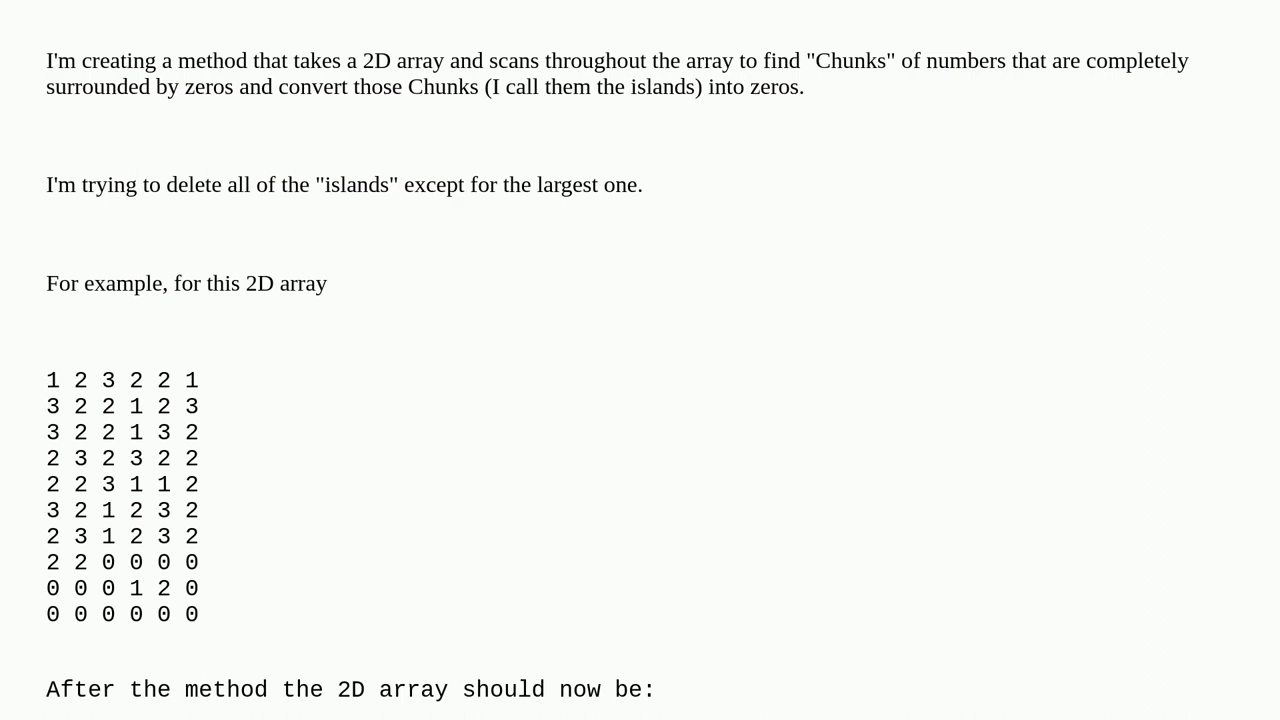 I'm creating a method that takes a 2D array and scans throughout the array to find "Chunks" of numbers that are completely
surrounded by zeros and convert those Chunks (I call them the islands) into zeros.
I'm trying to delete all of the "islands" except for the largest one.
For example, for this 2D array
1 2 3 2 2 1
3 2 2 1 2 3
3 2 2 1 3 2
2 3 2 3 2 2
2 2 3 1 1 2
3 2 1 2 3 2
2 3 1 2 3 2
2 2 0 0 0 0
0 0 0 1 2 0
0 0 0 0 0 0
After the method the 2D array should now be: